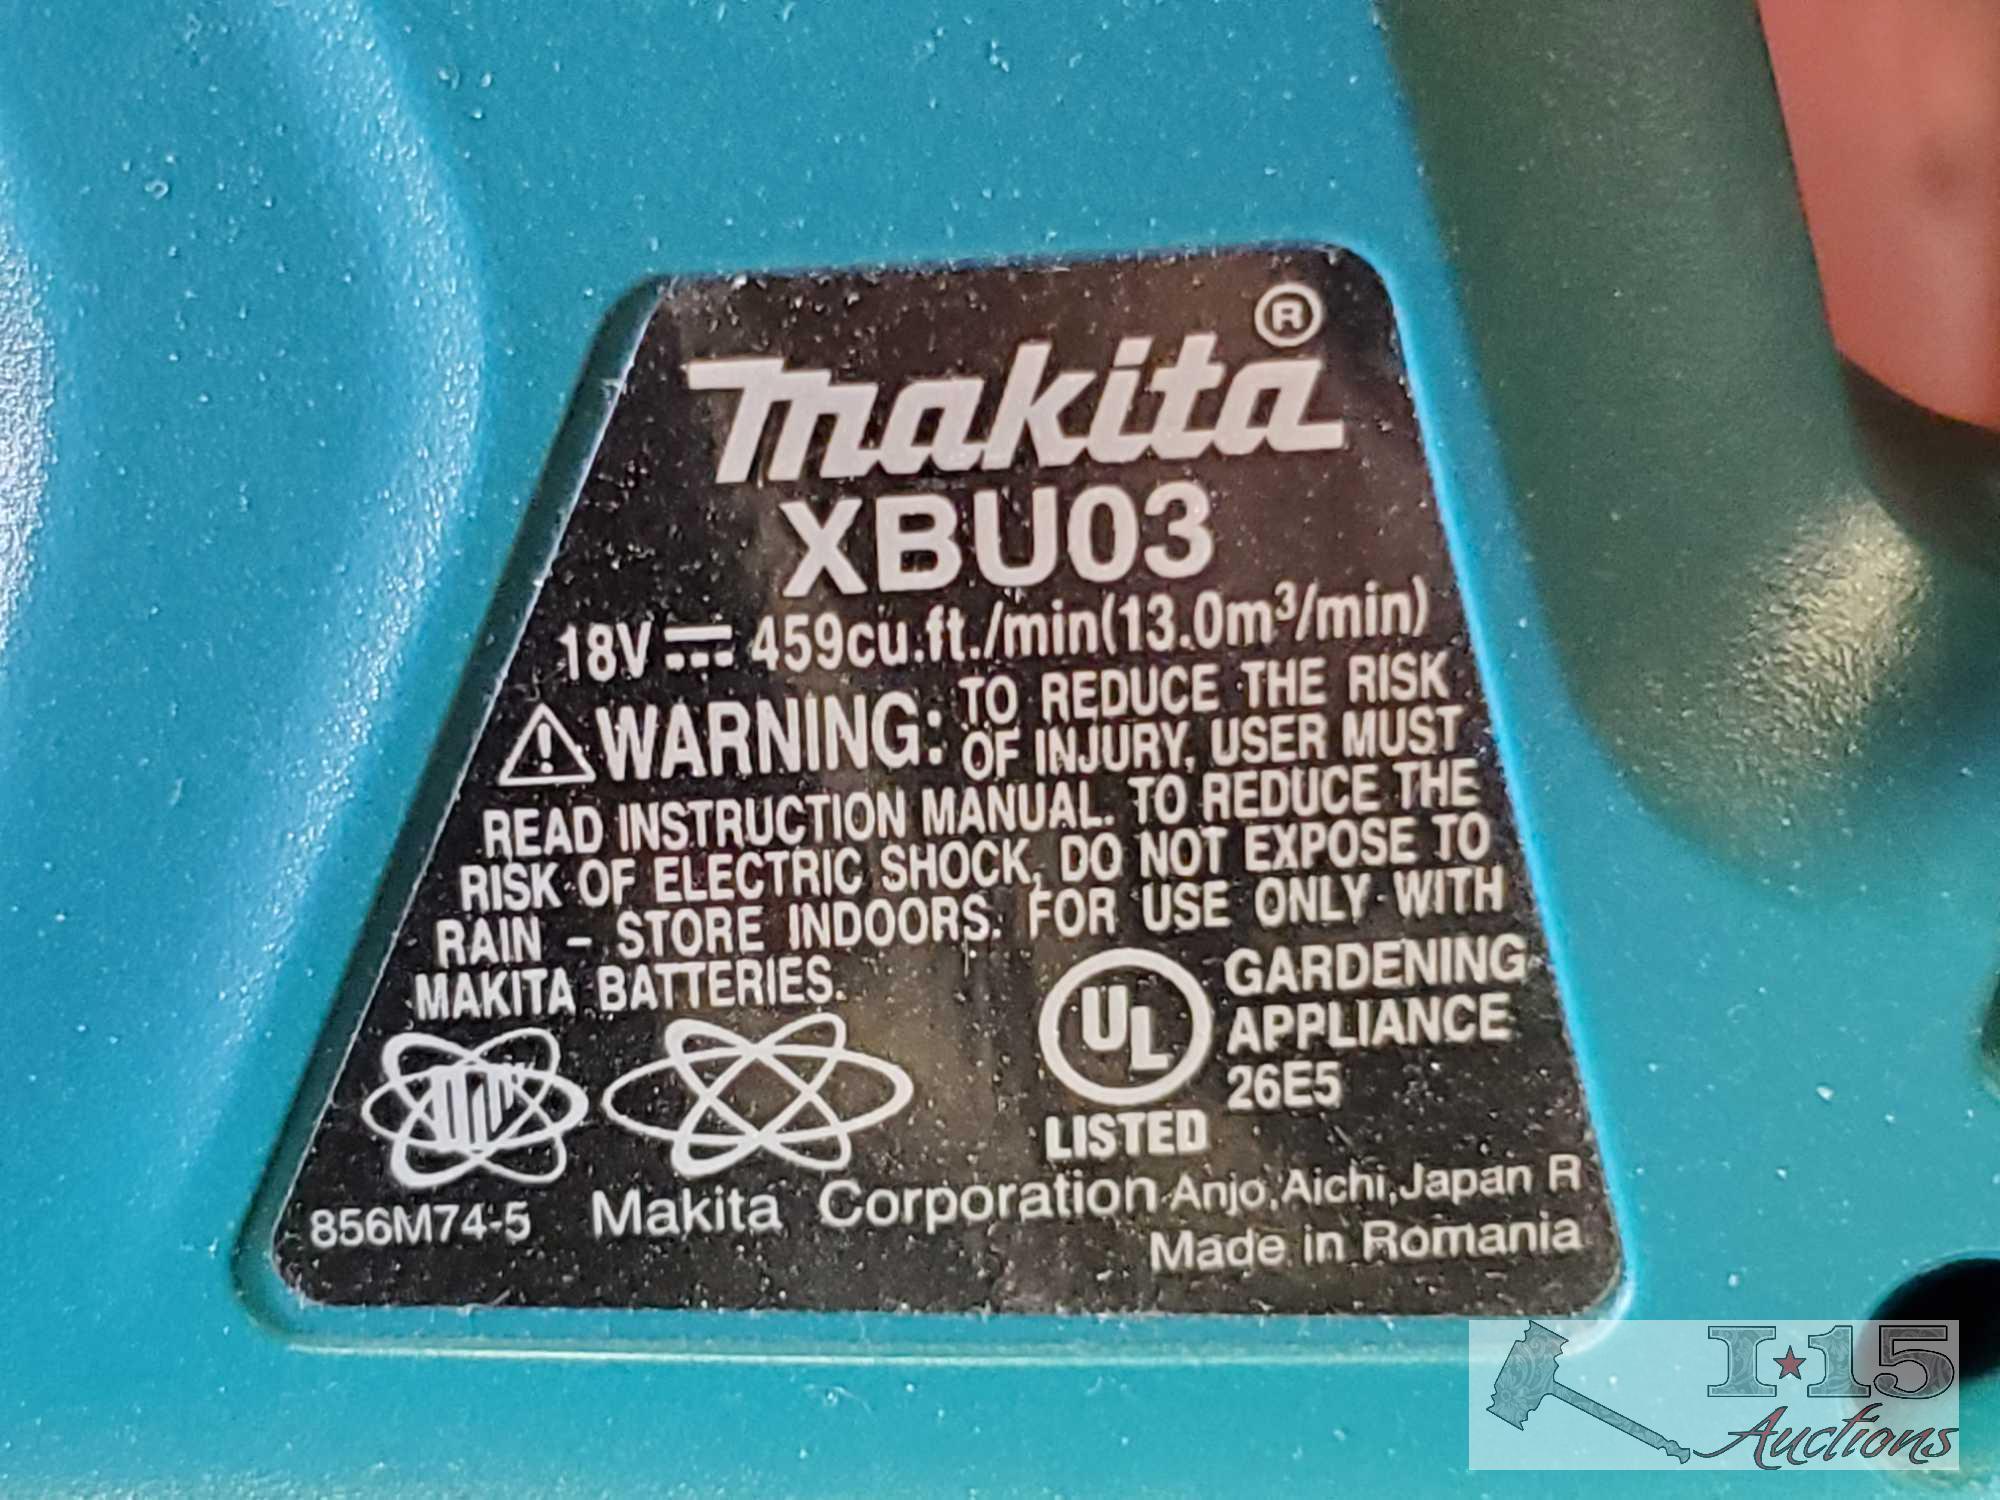 Makita®
XBU03
18V 459cu.ft./min(13.0m³/min)
⚠ WARNING: TO REDUCE THE RISK
OF INJURY, USER MUST
READ INSTRUCTION MANUAL. TO REDUCE THE
RISK OF ELECTRIC SHOCK, DO NOT EXPOSE TO
RAIN – STORE INDOORS. FOR USE ONLY WITH
MAKITA BATTERIES.
UL
LISTED
GARDENING
APPLIANCE
26E5
856M74-5 Makita Corporation Anjo,Aichi,Japan R
Made in Romania
I★15
Auctions